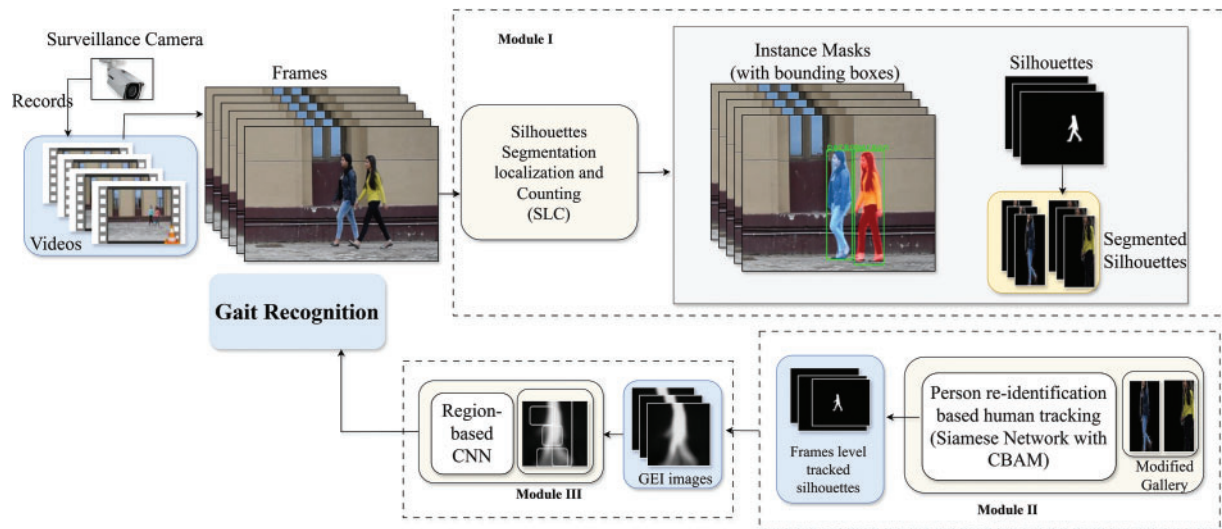 Surveillance Camera
Records
Videos
Frames
Module I
Silhouettes
Segmentation
localization and
Counting
(SLC)
Instance Masks
(with bounding boxes)
Silhouettes
Segmented
Silhouettes
Gait Recognition
Region-
based
CNN
Module III
GEI images
Frames level
tracked
silhouettes
Person re-identification
based human tracking
(Siamese Network with
CBAM)
Modified
Gallery
Module II